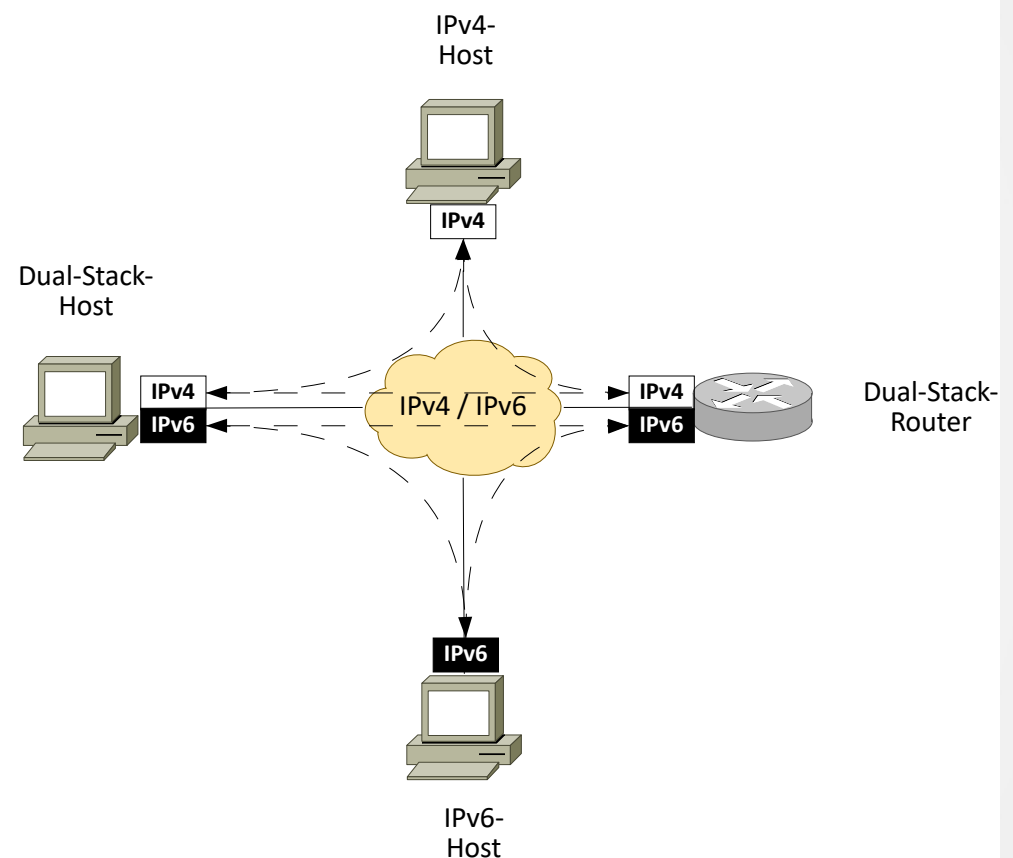 IPv4-
Host
IPv4
Dual-Stack-
Host
IPv4
IPv6
IPv4 / IPv6
IPv4
IPv6
Dual-Stack-
Router
IPv6
IPv6-
Host